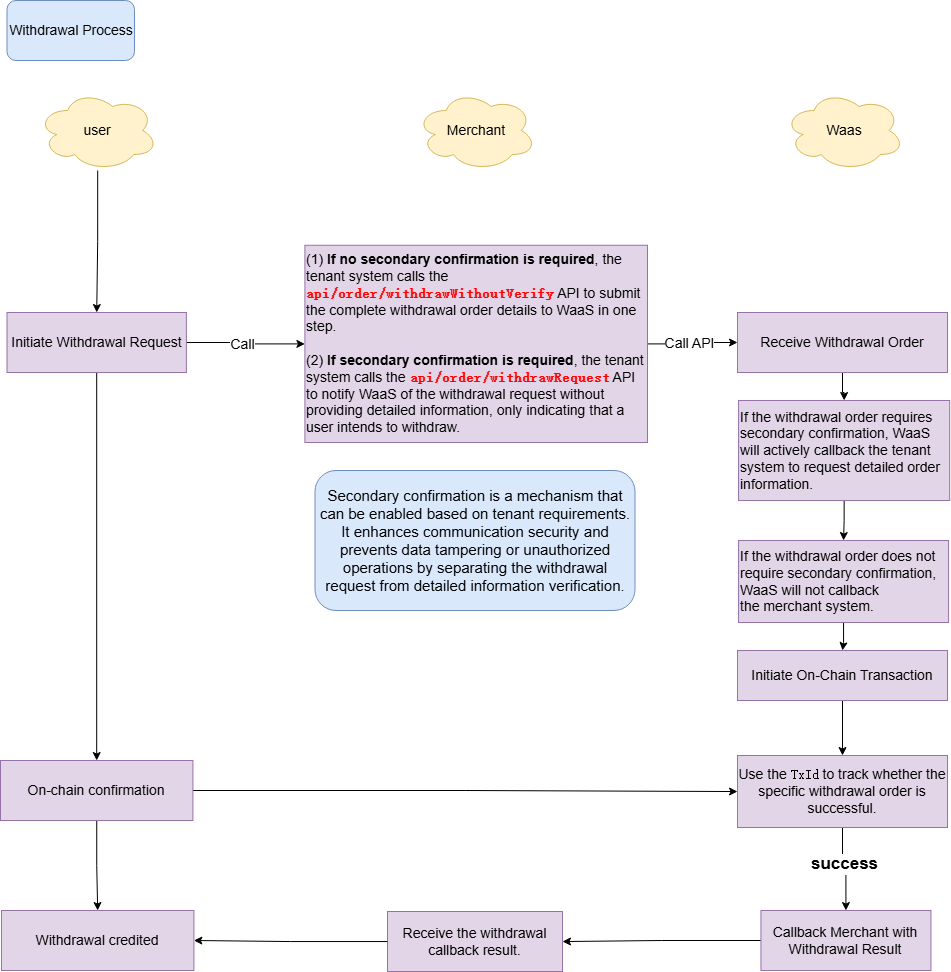 Withdrawal Process
user
Merchant
Waas
(1) If no secondary confirmation is required, the
tenant system calls the
api/order/withdrawWithoutVerify API to submit
the complete withdrawal order details to WaaS in one
step.
(2) If secondary confirmation is required, the tenant
system calls the api/order/withdrawRequest API
to notify WaaS of the withdrawal request without
providing detailed information, only indicating that a
user intends to withdraw.
Initiate Withdrawal Request
Call
Call API
Receive Withdrawal Order
If the withdrawal order requires
secondary confirmation, WaaS
will actively callback the tenant
system to request detailed order
information.
Secondary confirmation is a mechanism that
can be enabled based on tenant requirements.
It enhances communication security and
prevents data tampering or unauthorized
operations by separating the withdrawal
request from detailed information verification.
If the withdrawal order does not
require secondary confirmation,
WaaS will not callback
the merchant system.
Initiate On-Chain Transaction
On-chain confirmation
Use the TxId to track whether the
specific withdrawal order is
successful.
success
Withdrawal credited
Receive the withdrawal
callback result.
Callback Merchant with
Withdrawal Result